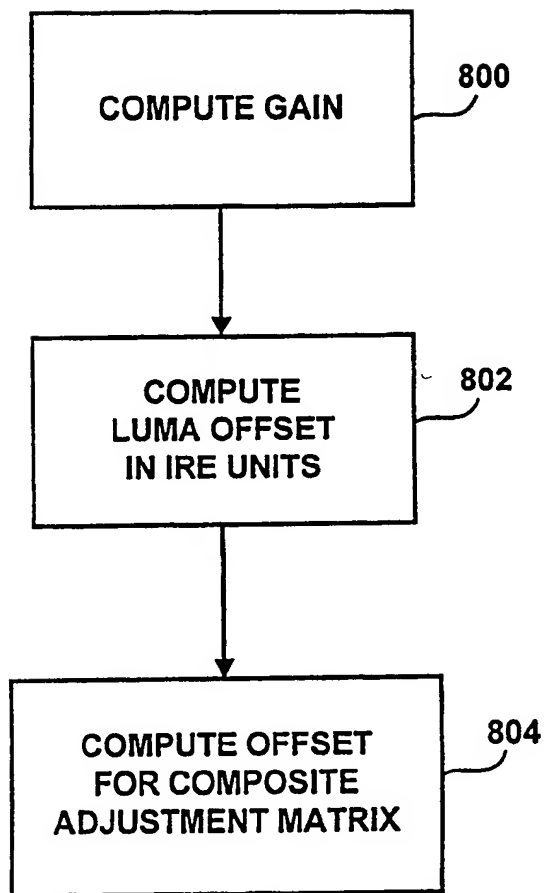 COMPUTE GAIN
800
COMPUTE
LUMA OFFSET
IN IRE UNITS
802
COMPUTE OFFSET
FOR COMPOSITE
ADJUSTMENT MATRIX
804